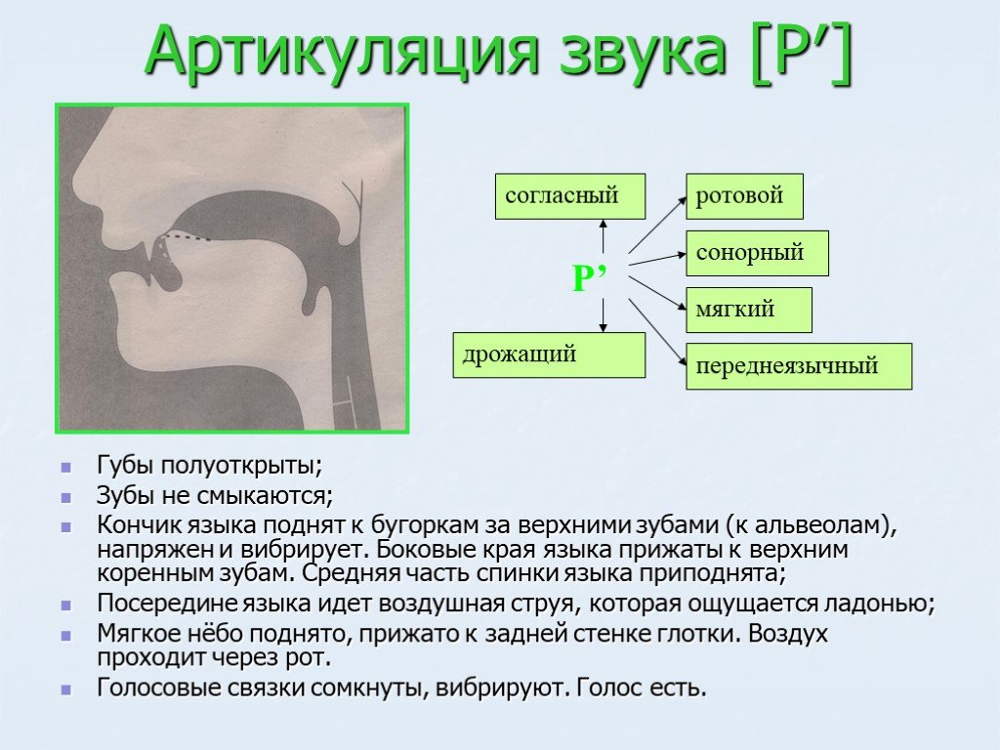 Артикуляция звука [Р’]
согласный
ротовой
сонорный
Р’
мягкий
дрожащий
переднеязычный
Губы полуоткрыты;
Зубы не смыкаются;
Кончик языка поднят к бугоркам за верхними зубами (к альвеолам),
напряжен и вибрирует. Боковые края языка прижаты к верхним
коренным зубам. Средняя часть спинки языка приподнята;
Посередине языка идет воздушная струя, которая ощущается ладонью;
Мягкое нёбо поднято, прижато к задней стенке глотки. Воздух
проходит через рот.
Голосовые связки сомкнуты, вибрируют. Голос есть.